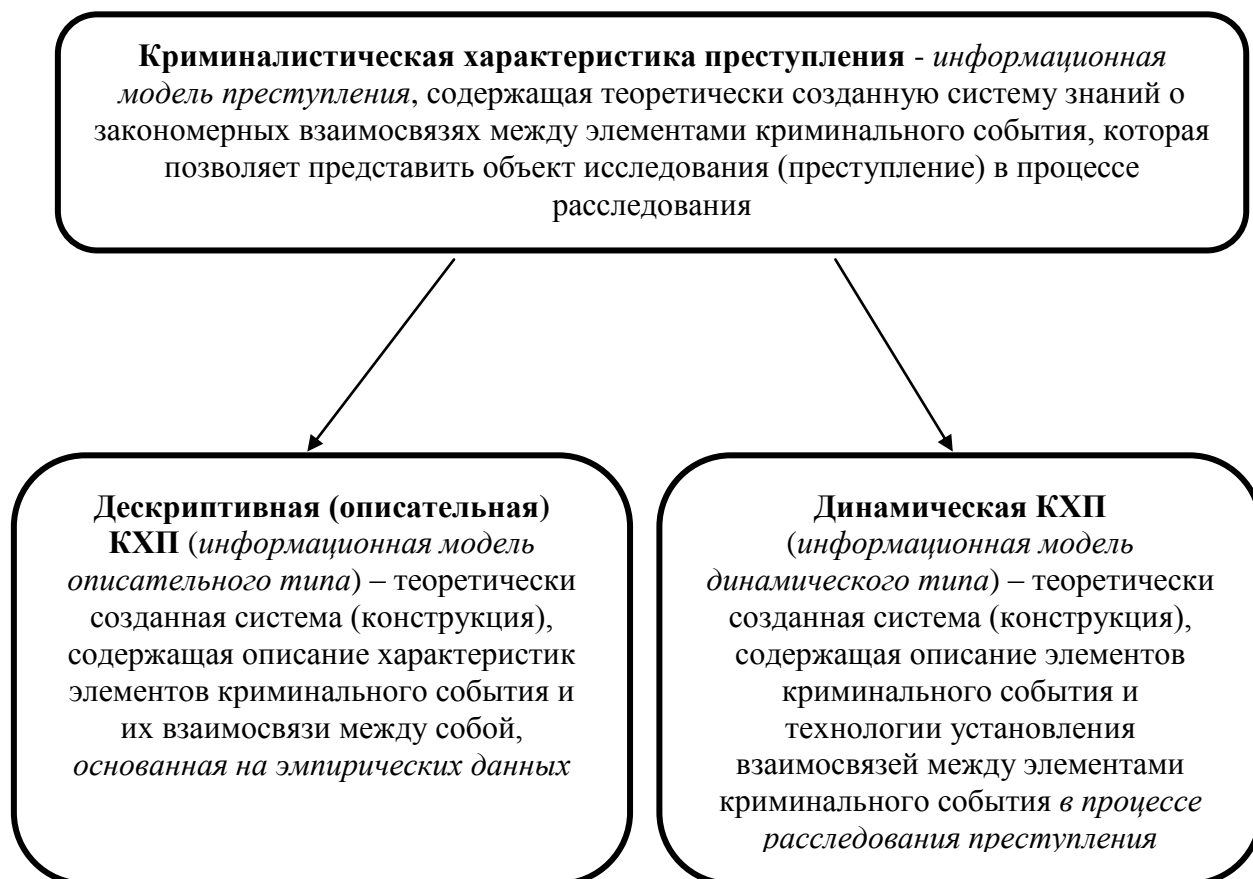 Криминалистическая характеристика преступления - информационная
модель преступления, содержащая теоретически созданную систему знаний о
закономерных взаимосвязях между элементами криминального события, которая
позволяет представить объект исследования (преступление) в процессе
расследования
Дескриптивная (описательная)
КХП (информационная модель
описательного типа) – теоретически
созданная система (конструкция),
содержащая описание характеристик
элементов криминального события и
их взаимосвязи между собой,
основанная на эмпирических данных
Динамическая КХП
(информационная модель
динамического типа) – теоретически
созданная система (конструкция),
содержащая описание элементов
криминального события и
технологии установления
взаимосвязей между элементами
криминального события в процессе
расследования преступления